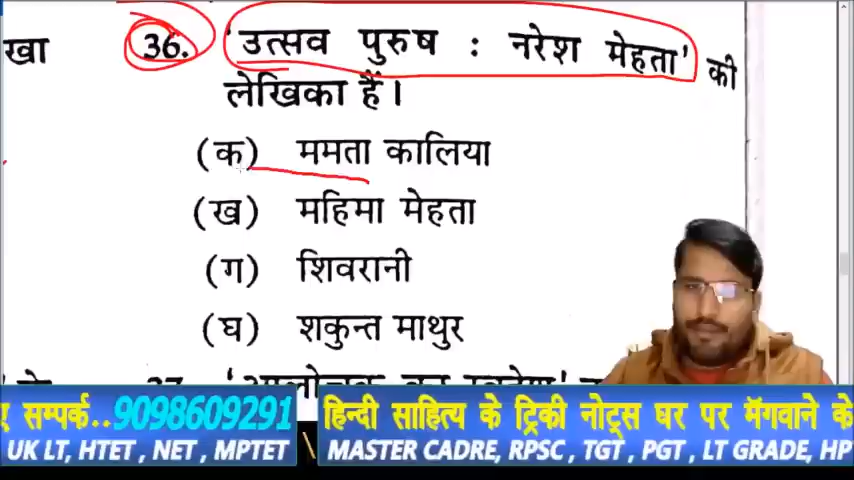 खा
36. 'उत्सव पुरुष : नरेश मेहता' की
लेखिका हैं।
(क) ममता कालिया
(ख) महिमा मेहता
(ग) शिवरानी
(घ) शकुन्त माथुर
ए सम्पर्क..9098609291
UK LT, HTET , NET , MPTET
हिन्दी साहित्य के ट्रिकी नोट्स घर पर मॅगवाने के
MASTER CADRE, RPSC , TGT , PGT , LT GRADE, HP